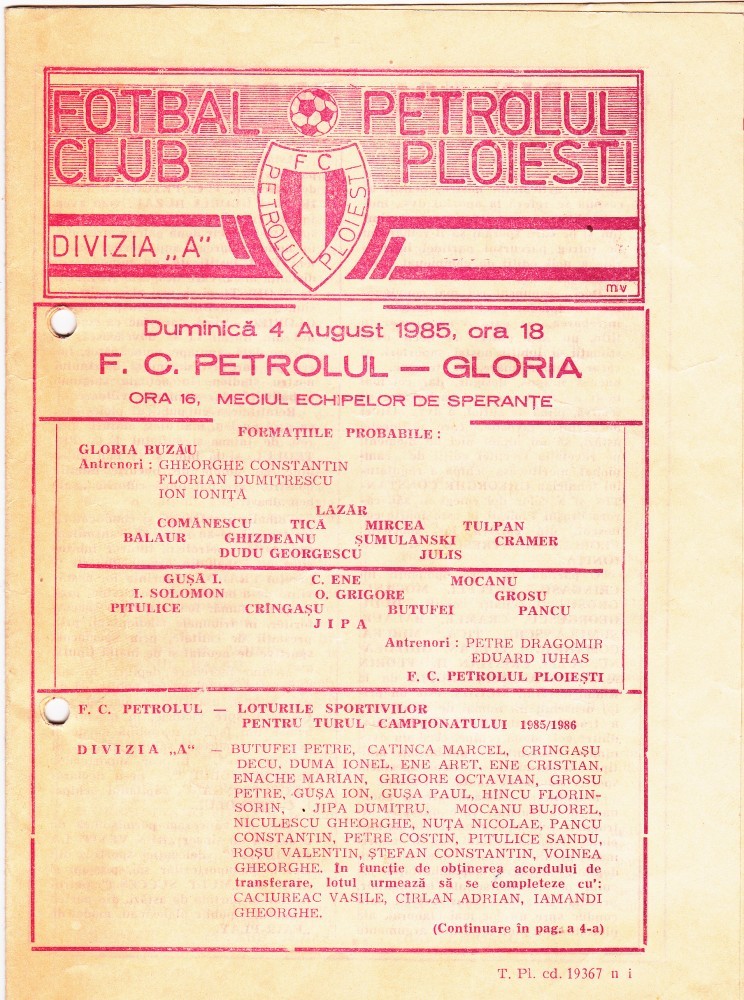 FOTBAL PETROLUL
CLUB PLOIESTI
FC
PETROLUL PLOIESTI
DIVIZIA „A"
mv
Duminică 4 August 1985, ora 18
F. C. PETROLUL — GLORIA
ORA 16, MECIUL ECHIPELOR DE SPERANȚE
FORMAȚIILE PROBABILE :
GLORIA BUZĂU
Antrenori : GHEORGHE CONSTANTIN
FLORIAN DUMITRESCU
ION IONIȚĂ
LAZĂR
COMĂNESCU TICĂ MIRCEA TULPAN
BALAUR GHIZDEANU ȘUMULANSKI CRAMER
DUDU GEORGESCU JULIS
GUȘĂ I. C. ENE MOCANU
I. SOLOMON O. GRIGORE GROSU
PITULICE CRÎNGAȘU BUTUFEI PANCU
JIPA
Antrenori : PETRE DRAGOMIR
EDUARD IUHAS
F. C. PETROLUL PLOIEȘTI
F. C. PETROLUL — LOTURILE SPORTIVILOR
PENTRU TURUL CAMPIONATULUI 1985/1986
DIVIZIA „A" — BUTUFEI PETRE, CATINCA MARCEL, CRINGAȘU
DECU, DUMA IONEL, ENE ARET, ENE CRISTIAN,
ENACHE MARIAN, GRIGORE OCTAVIAN, GROSU
PETRE, GUȘA ION, GUȘA PAUL, HÎNCU FLORIN-
SORIN, JIPA DUMITRU, MOCANU BUJOREL,
NICULESCU GHEORGHE, NUȚA NICOLAE, PANCU
CONSTANTIN, PETRE COSTIN, PITULICE SANDU,
ROȘU VALENTIN, ȘTEFAN CONSTANTIN, VOINEA
GHEORGHE. În funcție de obținerea acordului de
transferare, lotul urmează să se completeze cu':
CACIUREAC VASILE, CÎRLAN ADRIAN, IAMANDI
GHEORGHE.
(Continuare în pag. a 4-a)
T. Pl. cd. 19367 n i